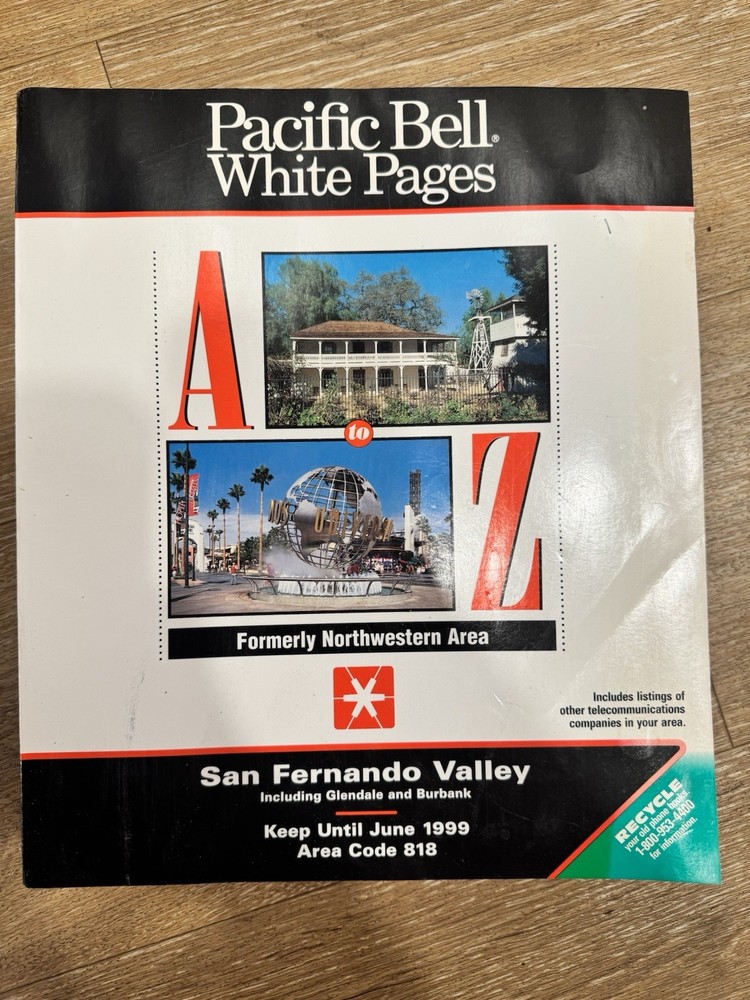 Pacific Bell®
White Pages
A
to
Z
Formerly Northwestern Area
Includes listings of
other telecommunications
companies in your area.
San Fernando Valley
Including Glendale and Burbank
Keep Until June 1999
Area Code 818
RECYCLE
your old phone books.
1-800-953-4400
for information.